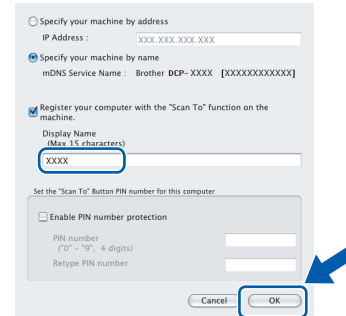 Specify your machine by address
IP Address : XXX.XXX.XXX.XXX
Specify your machine by name
mDNS Service Name : Brother DCP-XXXX [XXXXXXXXXXXX]
Register your computer with the "Scan To" function on the
machine.
Display Name
(Max 15 characters)
XXXX
Set the "Scan To" Button PIN number for this computer
Enable PIN number protection
PIN number
("0" – "9", 4 digits)
Retype PIN number
Cancel OK